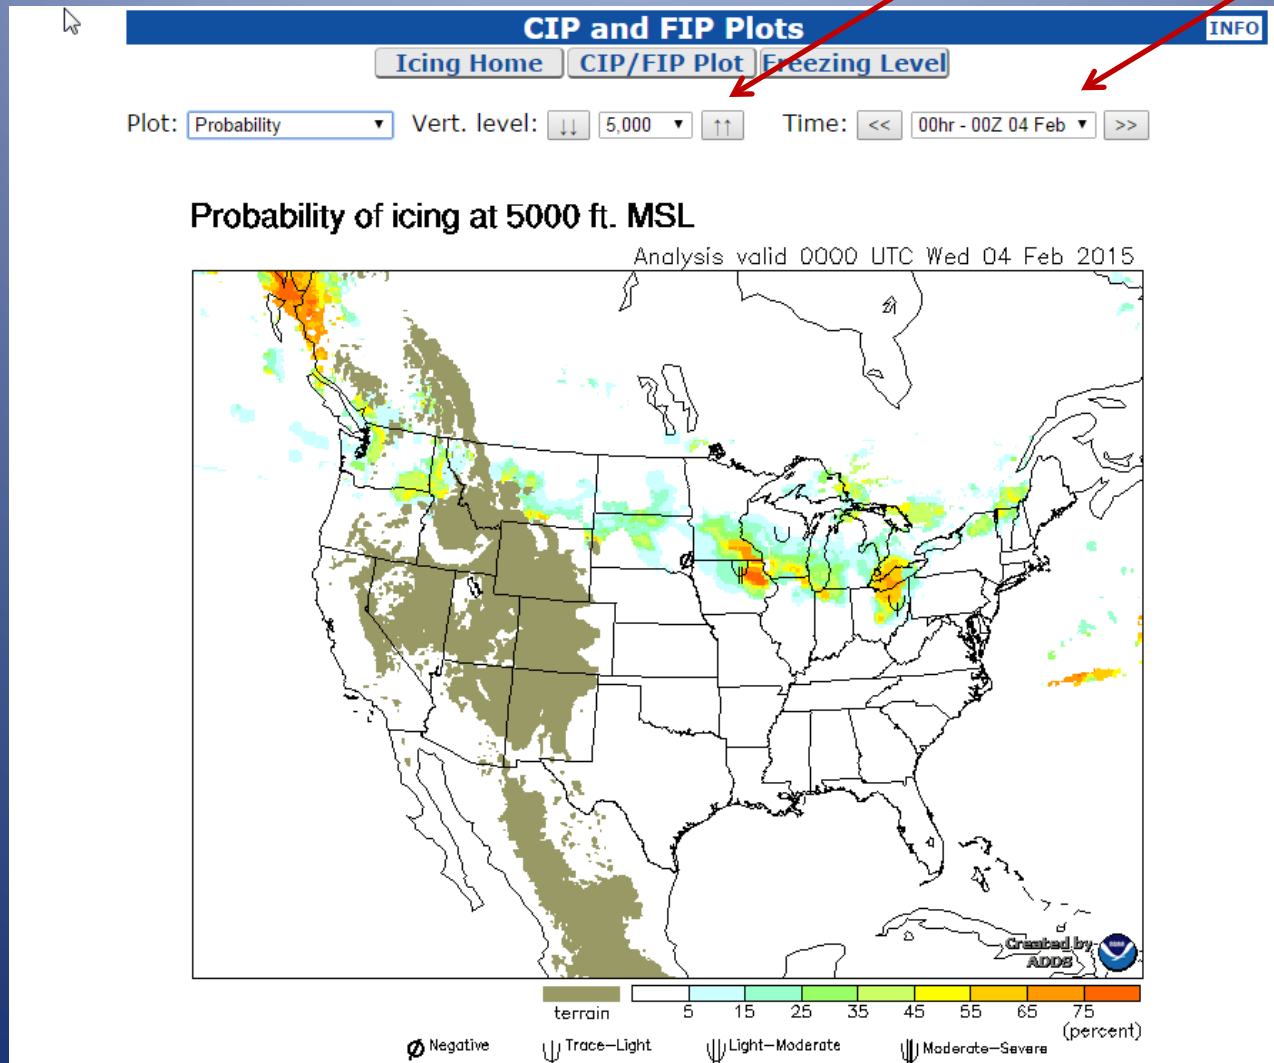 CIP and FIP Plots
INFO
Icing Home CIP/FIP Plot Freezing Level
Plot: Probability Vert. level: ↓↓ 5,000 ↑↑ Time: << 00hr - 00Z 04 Feb >>
Probability of icing at 5000 ft. MSL
Analysis valid 0000 UTC Wed 04 Feb 2015
Created by
ADDS
terrain 5 15 25 35 45 55 65 75
(percent)
Negative Trace-Light Light-Moderate Moderate-Severe